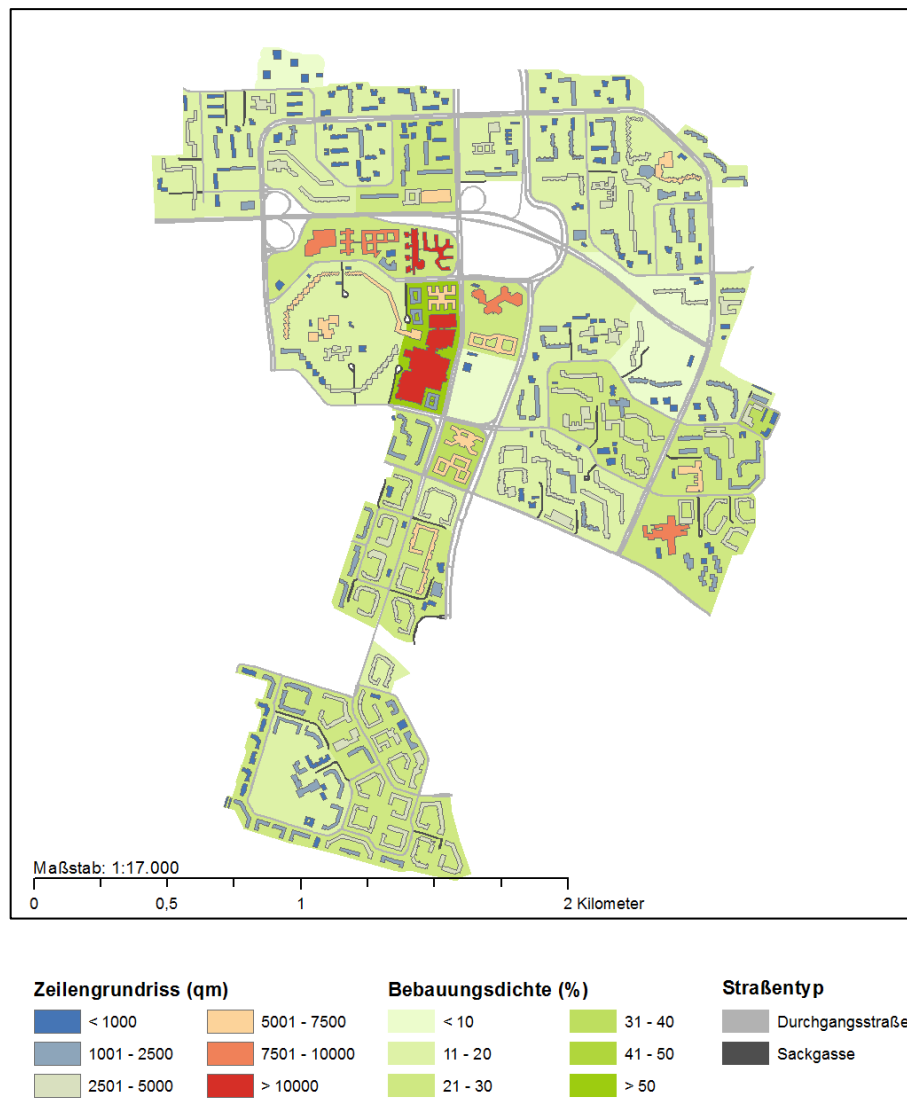 Maßstab: 1:17.000
0 0,5 1 2 Kilometer
Zeilengrundriss (qm) Bebauungsdichte (%) Straßentyp
< 1000 5001 - 7500 < 10 31 - 40 Durchgangsstraße
1001 - 2500 7501 - 10000 11 - 20 41 - 50 Sackgasse
2501 - 5000 > 10000 21 - 30 > 50